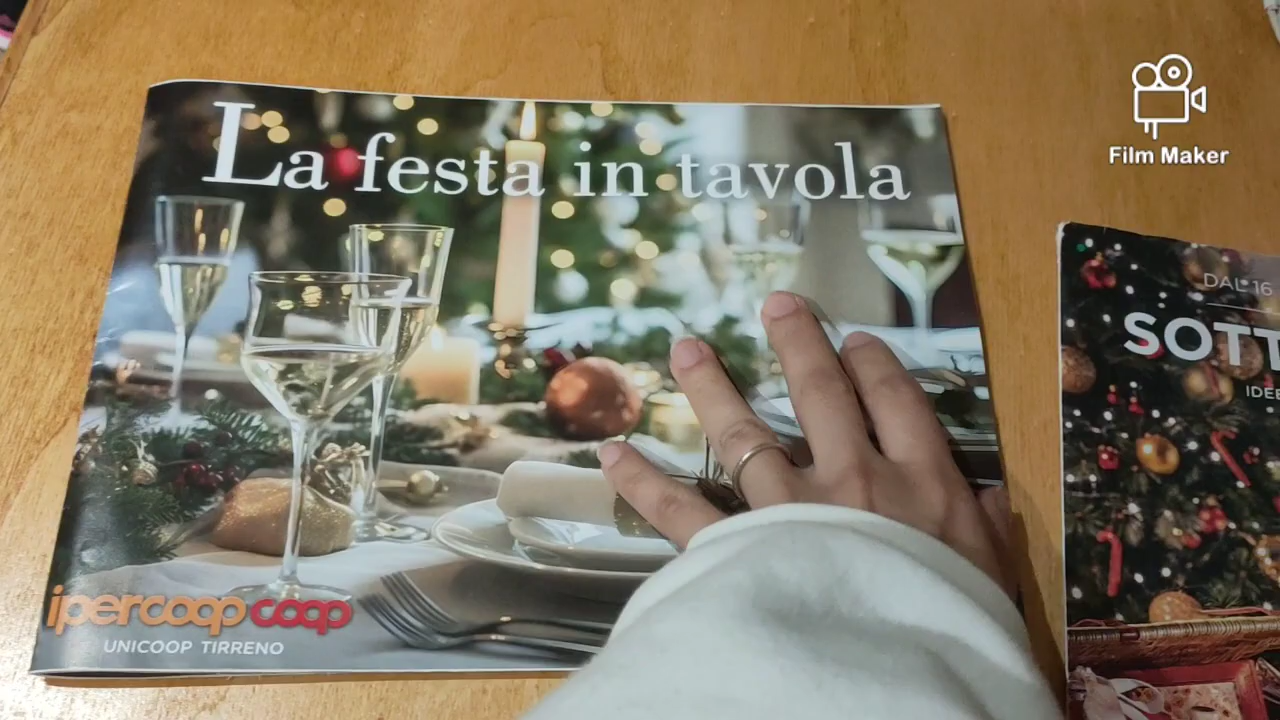 La festa in tavola
Film Maker
DAL 16
SOTT
IDEE
ipercoop coop
UNICOOP TIRRENO